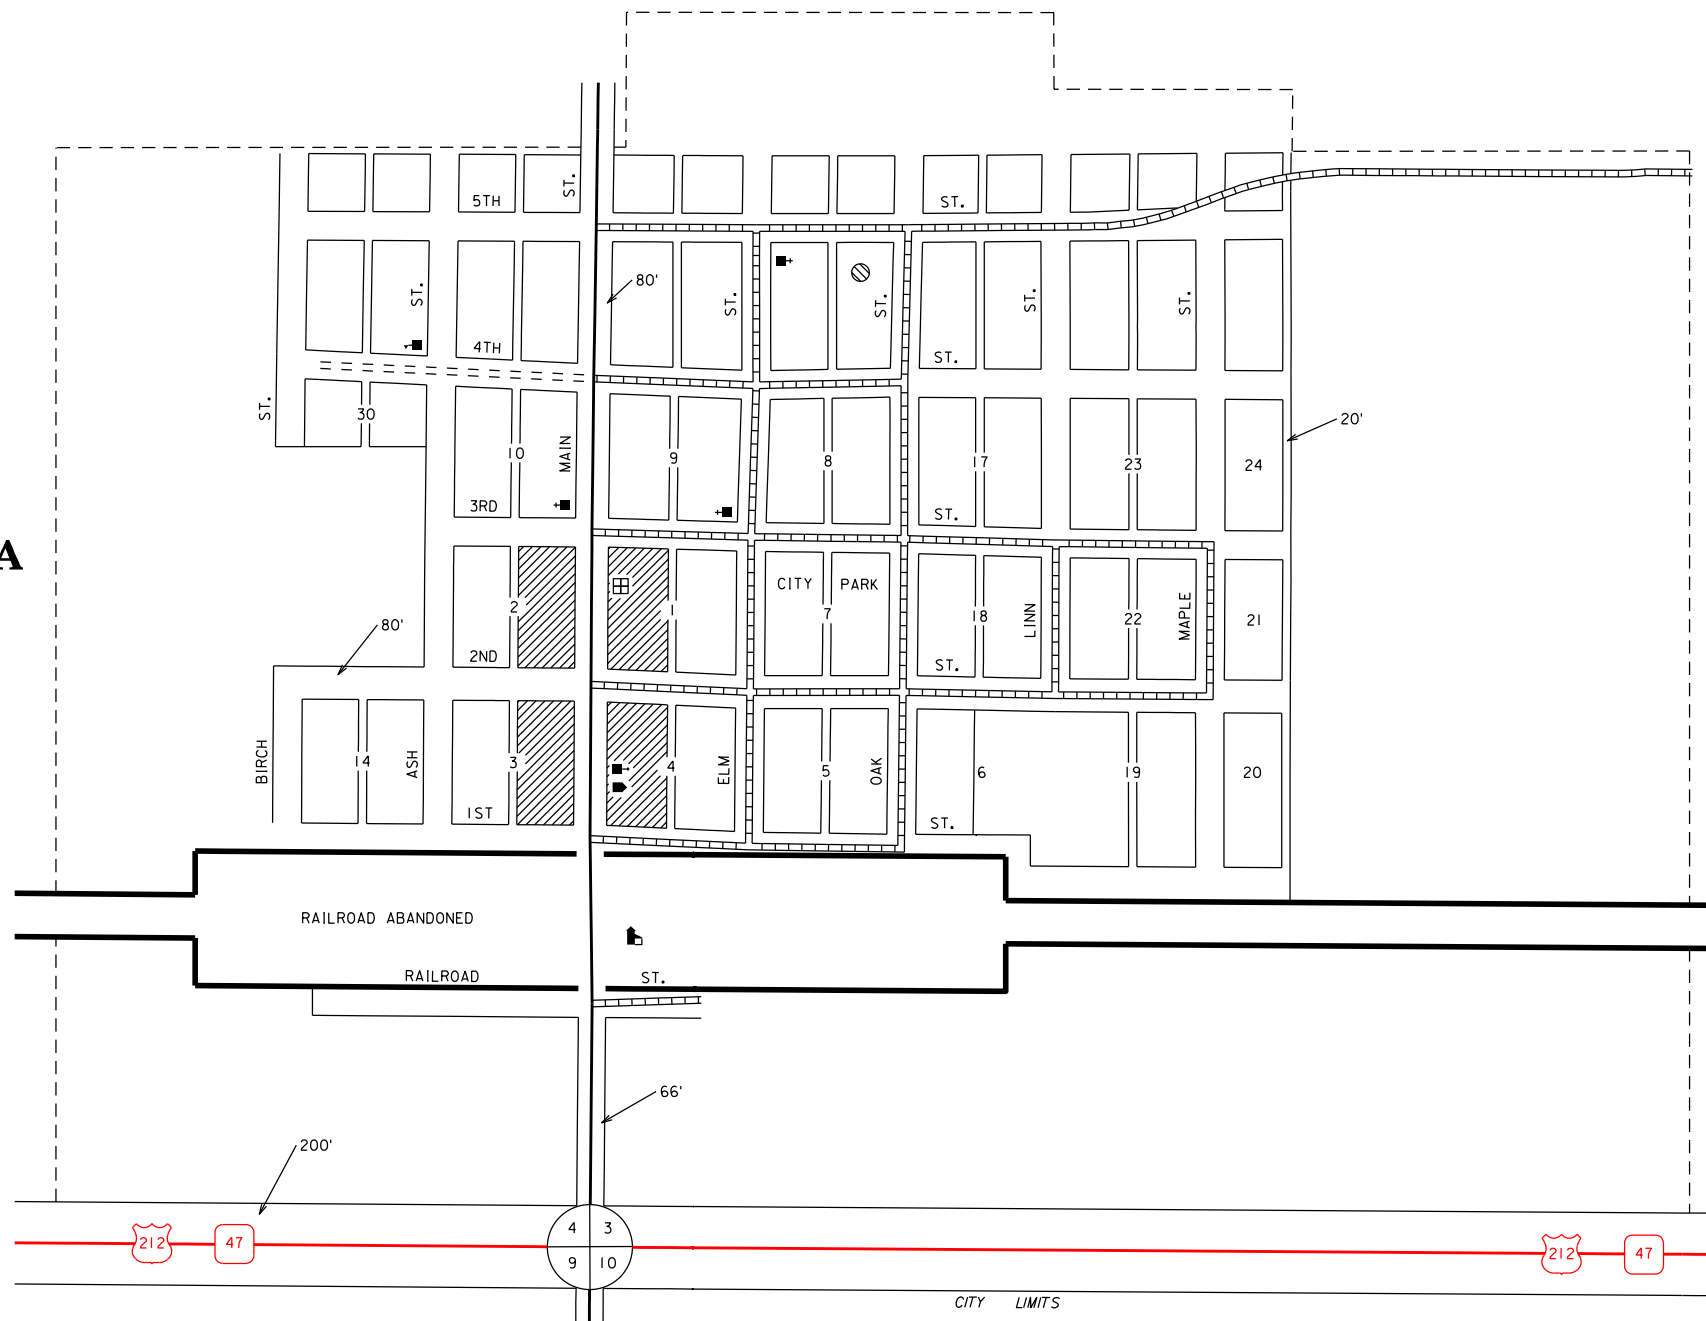 5TH ST. ST.
80'
ST. ST. ST. ST. ST.
4TH ST.
ST. 30 20'
10 MAIN 9 8 17 23 24
3RD ST.
A
CITY PARK
2 1 7 18 LINN 22 MAPLE 21
80'
2ND ST.
BIRCH 14 ASH 3 4 ELM 5 OAK 6 19 20
1ST ST.
RAILROAD ABANDONED
RAILROAD ST.
66'
200'
4 3
212 47 212 47
9 10
CITY LIMITS